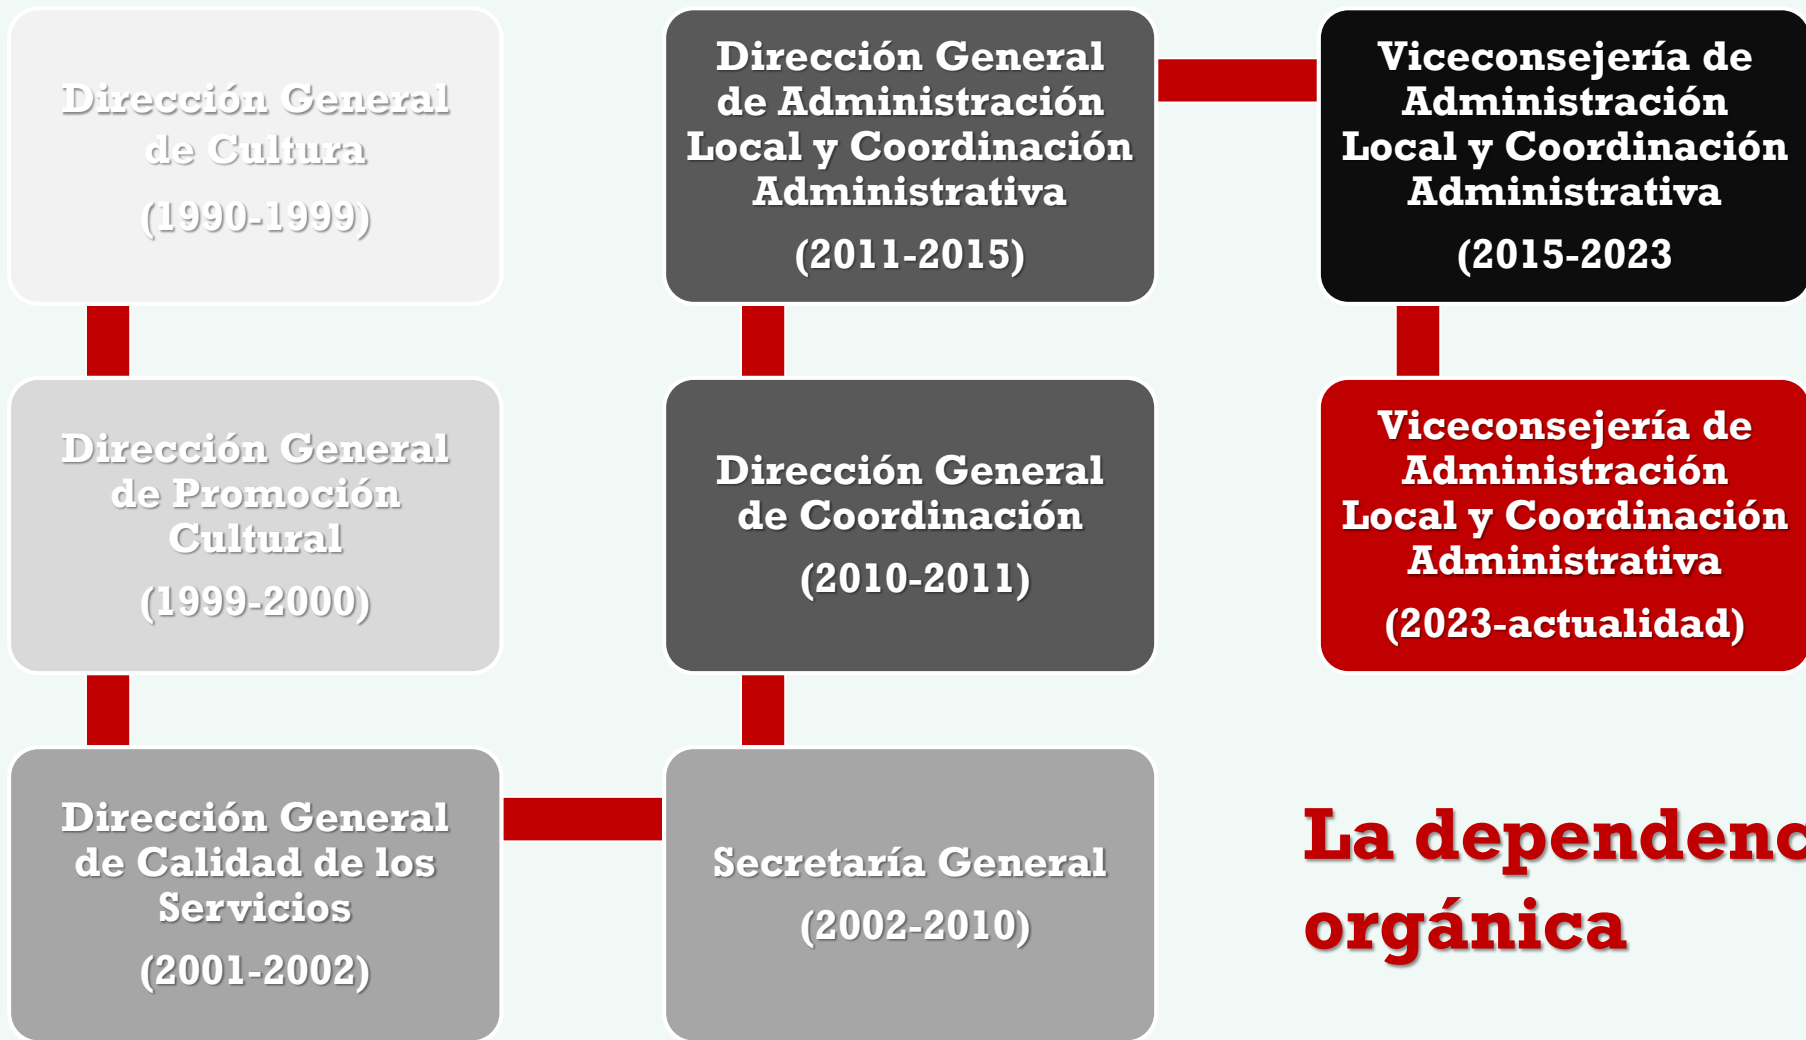 Dirección General
de Cultura
(1990-1999)
Dirección General
de Promoción
Cultural
(1999-2000)
Dirección General
de Calidad de los
Servicios
(2001-2002)
Secretaría General
(2002-2010)
Dirección General
de Coordinación
(2010-2011)
Dirección General
de Administración
Local y Coordinación
Administrativa
(2011-2015)
Viceconsejería de
Administración
Local y Coordinación
Administrativa
(2015-2023
Viceconsejería de
Administración
Local y Coordinación
Administrativa
(2023-actualidad)
La dependenc
orgánica